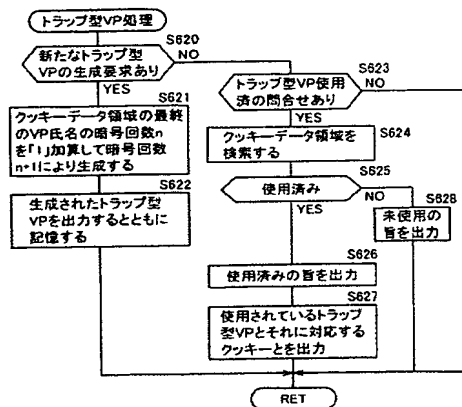 トラップ型VP処理
S620
新たなトラップ型
VPの生成要求あり
NO
YES
S621
クッキーデータ領域の最終
のVP氏名の暗号回数n
を「1」加算して暗号回数
n+1により生成する
S622
生成されたトラップ型
VPを出力するとともに
記憶する
S623
トラップ型VP使用
済の問合せあり
NO
YES
S624
クッキーデータ領域を
検索する
S625
使用済み
NO
YES
S628
未使用の
旨を出力
S626
使用済みの旨を出力
S627
使用されているトラップ
型VPとそれに対応する
クッキーとを出力
RET